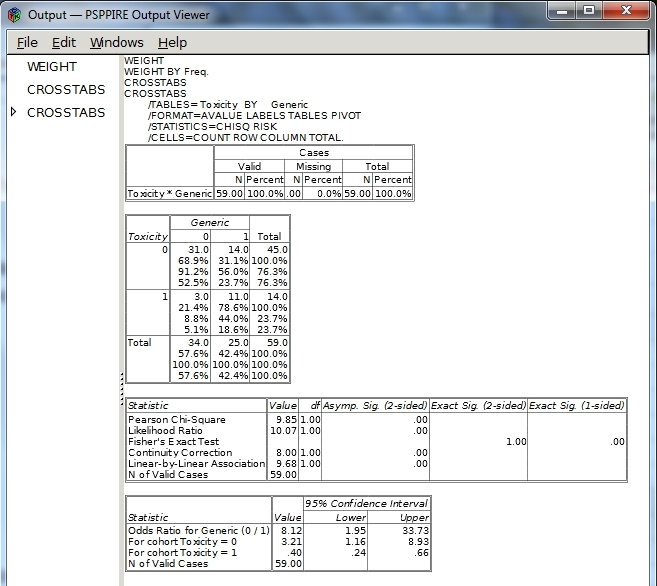 Output — PSPPIRE Output Viewer
File Edit Windows Help
WEIGHT
CROSSTABS
CROSSTABS
WEIGHT
WEIGHT BY Freq.
CROSSTABS
CROSSTABS
/TABLES=Toxicity BY Generic
/FORMAT=AVALUE LABELS TABLES PIVOT
/STATISTICS=CHISQ RISK
/CELLS=COUNT ROW COLUMN TOTAL.
Cases
Valid Missing Total
N Percent N Percent N Percent
Toxicity * Generic 59.00 100.0% .00 0.0% 59.00 100.0%
Generic
Toxicity 0 1 Total
0 31.0 14.0 45.0
68.9% 31.1% 100.0%
91.2% 56.0% 76.3%
52.5% 23.7% 76.3%
1 3.0 11.0 14.0
21.4% 78.6% 100.0%
8.8% 44.0% 23.7%
5.1% 18.6% 23.7%
Total 34.0 25.0 59.0
57.6% 42.4% 100.0%
100.0% 100.0% 100.0%
57.6% 42.4% 100.0%
Statistic Value df Asymp. Sig. (2-sided) Exact Sig. (2-sided) Exact Sig. (1-sided)
Pearson Chi-Square 9.85 1.00 .00
Likelihood Ratio 10.07 1.00 .00
Fisher's Exact Test 1.00 .00
Continuity Correction 8.00 1.00 .00
Linear-by-Linear Association 9.68 1.00 .00
N of Valid Cases 59.00
95% Confidence Interval
Statistic Value Lower Upper
Odds Ratio for Generic (0 / 1) 8.12 1.95 33.73
For cohort Toxicity = 0 3.21 1.16 8.93
For cohort Toxicity = 1 .40 .24 .66
N of Valid Cases 59.00